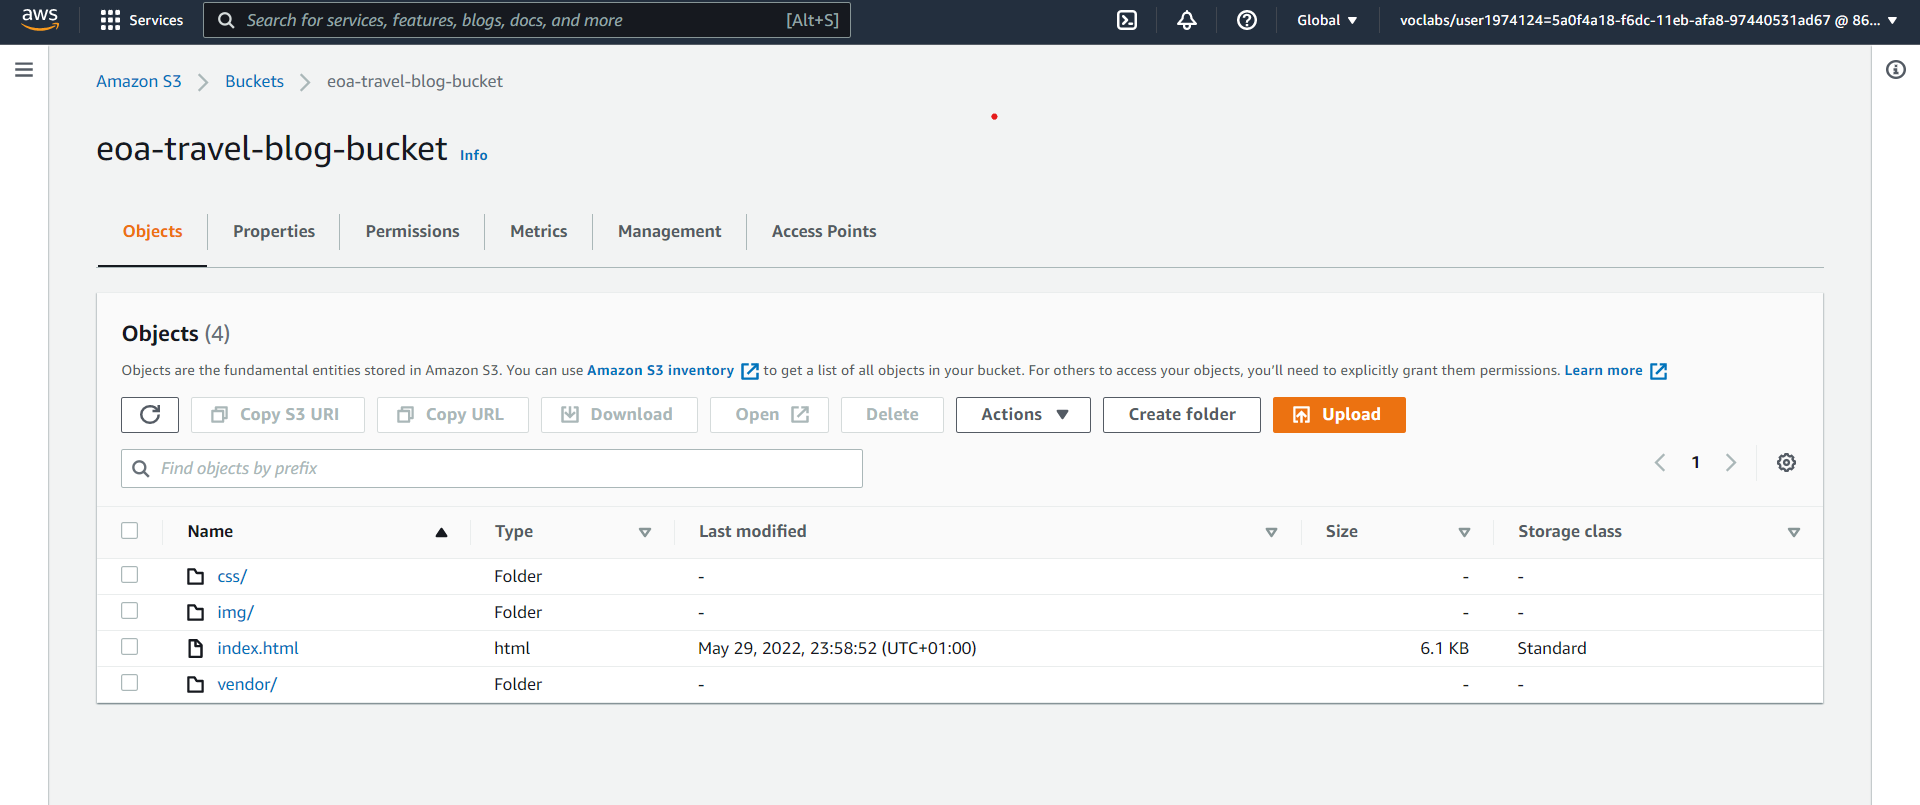 aws Services Search for services, features, blogs, docs, and more [Alt+S] Global voclabs/user1974124=5a0f4a18-f6dc-11eb-afa8-97440531ad67 @ 86...
Amazon S3 Buckets eoa-travel-blog-bucket
eoa-travel-blog-bucket Info
Objects Properties Permissions Metrics Management Access Points
Objects (4)
Objects are the fundamental entities stored in Amazon S3. You can use Amazon S3 inventory to get a list of all objects in your bucket. For others to access your objects, you'll need to explicitly grant them permissions. Learn more
Copy S3 URI Copy URL Download Open Delete Actions Create folder Upload
Find objects by prefix 1
Name Type Last modified Size Storage class
css/ Folder - - -
img/ Folder - - -
index.html html May 29, 2022, 23:58:52 (UTC+01:00) 6.1 KB Standard
vendor/ Folder - - -